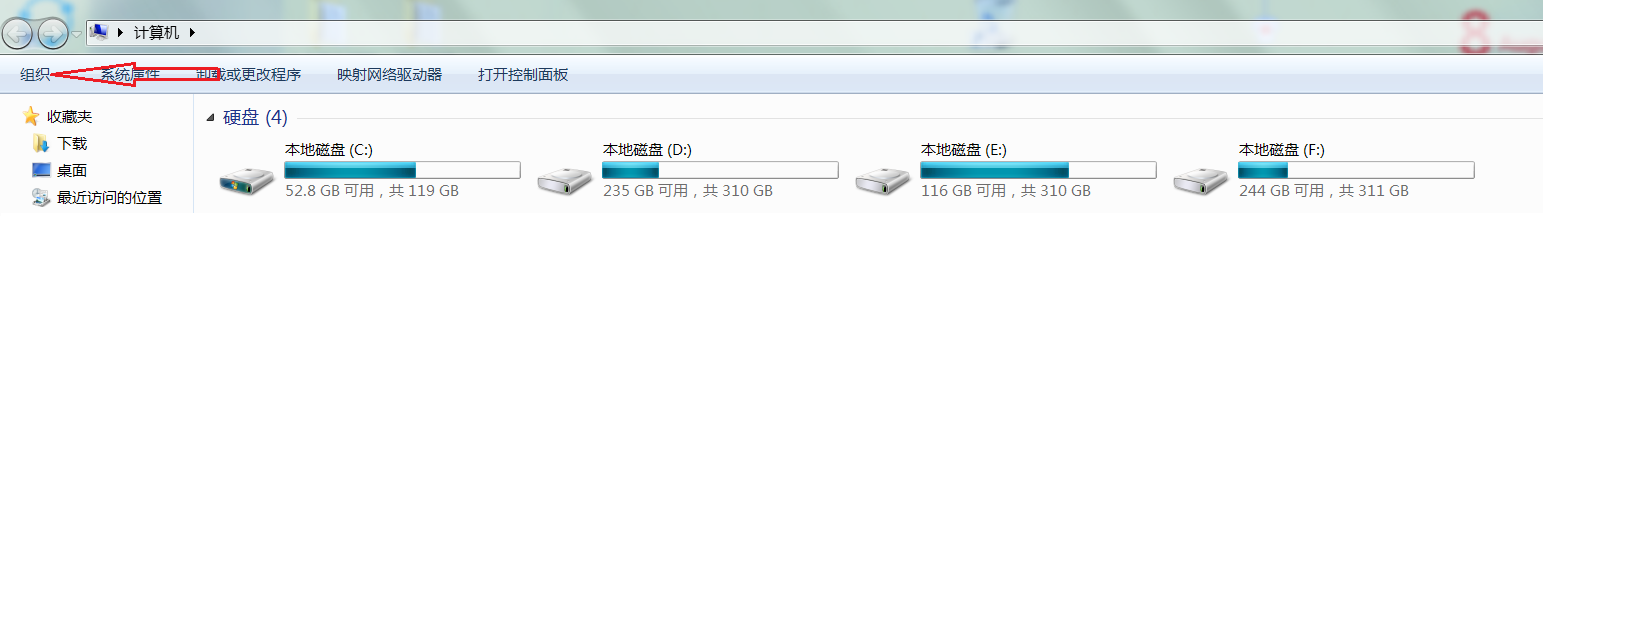 计算机
组织 系统属性 卸载或更改程序 映射网络驱动器 打开控制面板
收藏夹
下载
桌面
最近访问的位置
硬盘 (4)
本地磁盘 (C:)
52.8 GB 可用，共 119 GB
本地磁盘 (D:)
235 GB 可用，共 310 GB
本地磁盘 (E:)
116 GB 可用，共 310 GB
本地磁盘 (F:)
244 GB 可用，共 311 GB